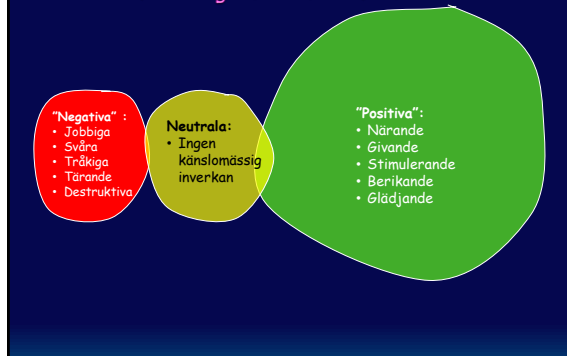 "Negativa" :
• Jobbiga
• Svåra
• Tråkiga
• Tärande
• Destruktiva
Neutrala:
• Ingen
känslomässig
inverkan
"Positiva":
• Närande
• Givande
• Stimulerande
• Berikande
• Glädjande